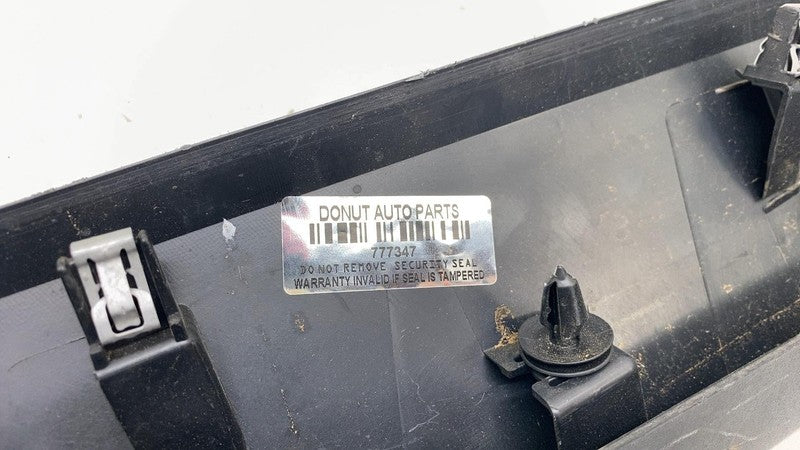 DONUT AUTO PARTS
777347
DO NOT REMOVE SECURITY SEAL
WARRANTY INVALID IF SEAL IS TAMPERED